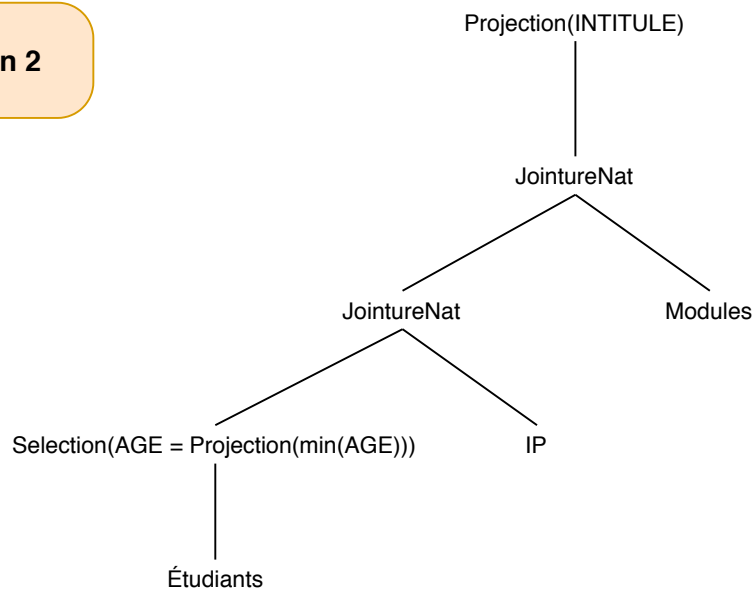 Projection(INTITULE)
n 2
JointureNat
JointureNat
Modules
Selection(AGE = Projection(min(AGE)))
IP
Étudiants